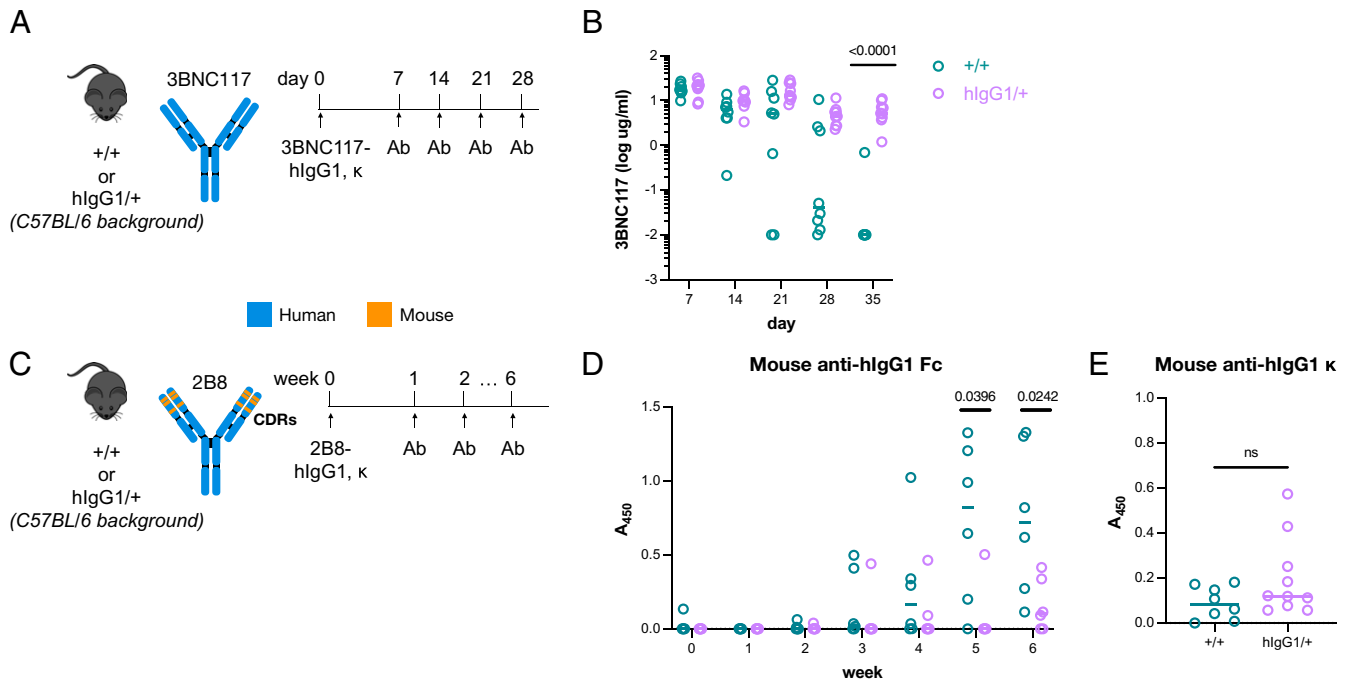 A
3BNC117
+/+
or
hIgG1/+
(C57BL/6 background)
day 0 7 14 21 28
3BNC117-
hIgG1, κ
Ab Ab Ab Ab
B
3BNC117 (log ug/ml)
2
1
0
-1
-2
-3
7 14 21 28 35
day
<0.0001
+/+
hIgG1/+
Human
Mouse
C
2B8
CDRs
+/+
or
hIgG1/+
(C57BL/6 background)
week 0 1 2 ... 6
2B8-
hIgG1, κ
Ab Ab Ab
D
Mouse anti-hIgG1 Fc
A450
1.5
1.0
0.5
0.0
0 1 2 3 4 5 6
week
0.0396
0.0242
E
Mouse anti-hIgG1 κ
A450
1.0
0.8
0.6
0.4
0.2
0.0
ns
+/+ hIgG1/+